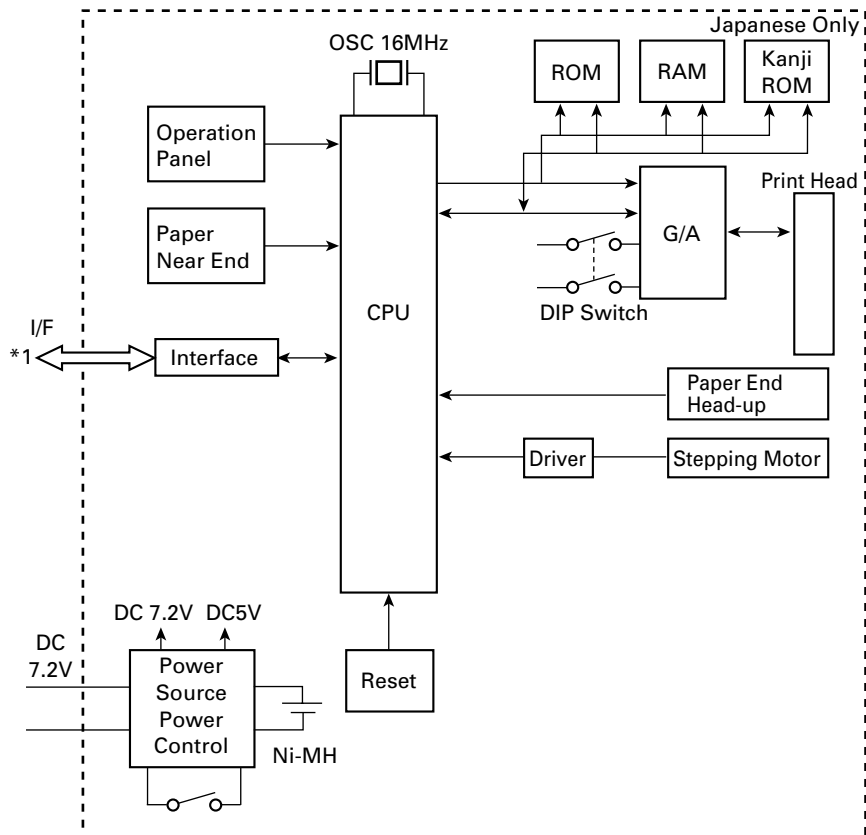 Japanese Only
OSC 16MHz
ROM
RAM
Kanji
ROM
Operation
Panel
Print Head
Paper
Near End
G/A
CPU
DIP Switch
I/F
*1
Interface
Paper End
Head-up
Driver
Stepping Motor
DC 7.2V
DC5V
DC
7.2V
Power
Source
Power
Control
Reset
Ni-MH